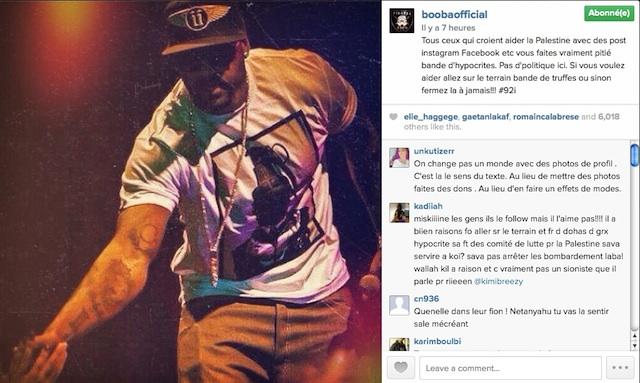 boobaofficial
Abonné(e)
Il y a 7 heures
Tous ceux qui croient aider la Palestine avec des post
instagram Facebook etc vous faites vraiment pitié
bande d'hypocrites. Pas d'politique ici. Si vous voulez
aider allez sur le terrain bande de truffes ou sinon
fermez la à jamais!!! #92i
elie_haggege, gaetanlakaf, romaincalabrese and 6,018
others like this.
unkutizerr
On change pas un monde avec des photos de profil .
C'est la le sens du texte. Au lieu de mettre des photos
faites des dons . Au lieu d'en faire un effets de modes.
kadiiah
miskiiiine les gens ils le follow mais il l'aime pas!!!! il a
biien raisons fo aller sr le terrain et fr d dohas d grs
hypocrite sa ft des comité de lutte pr la Palestine sava
servire a koi? sava pas arrêter les bombardement laba!
wallah kil a raison et c vraiment pas un sioniste que il
parle pr riieeen @kimibreezy
cn936
Quenelle dans leur fion ! Netanyahu tu vas la sentir
sale mécréant
karimboulbi
Leave a comment...